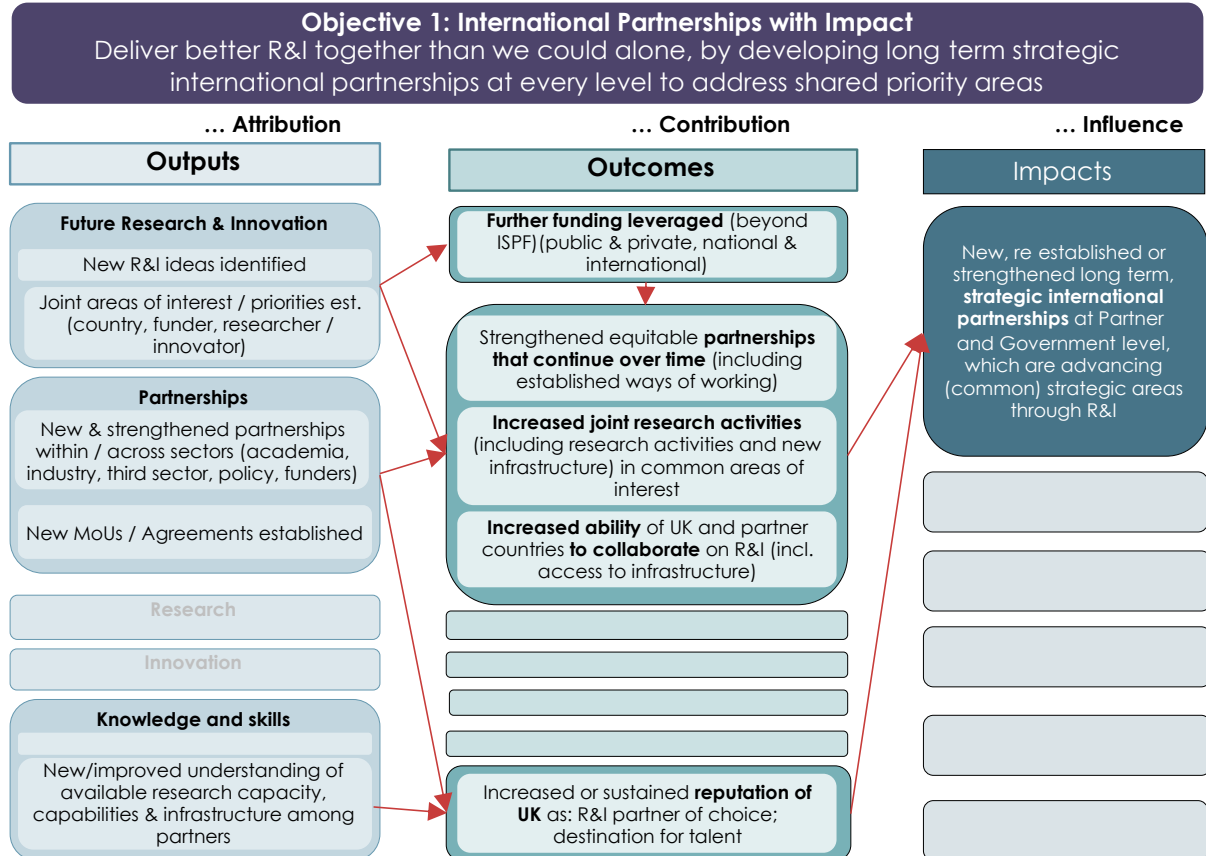 Objective 1: International Partnerships with Impact
Deliver better R&I together than we could alone, by developing long term strategic
international partnerships at every level to address shared priority areas
... Attribution
... Contribution
... Influence
Outputs
Outcomes
Impacts
Future Research & Innovation
New R&I ideas identified
Joint areas of interest / priorities est.
(country, funder, researcher /
innovator)
Partnerships
New & strengthened partnerships
within / across sectors (academia,
industry, third sector, policy, funders)
New MoUs / Agreements established
Research
Innovation
Knowledge and skills
New/improved understanding of
available research capacity,
capabilities & infrastructure among
partners
Further funding leveraged (beyond
ISPF)(public & private, national &
international)
Strengthened equitable partnerships
that continue over time (including
established ways of working)
Increased joint research activities
(including research activities and new
infrastructure) in common areas of
interest
Increased ability of UK and partner
countries to collaborate on R&I (incl.
access to infrastructure)
Increased or sustained reputation of
UK as: R&I partner of choice;
destination for talent
New, re established or
strengthened long term,
strategic international
partnerships at Partner
and Government level,
which are advancing
(common) strategic areas
through R&I